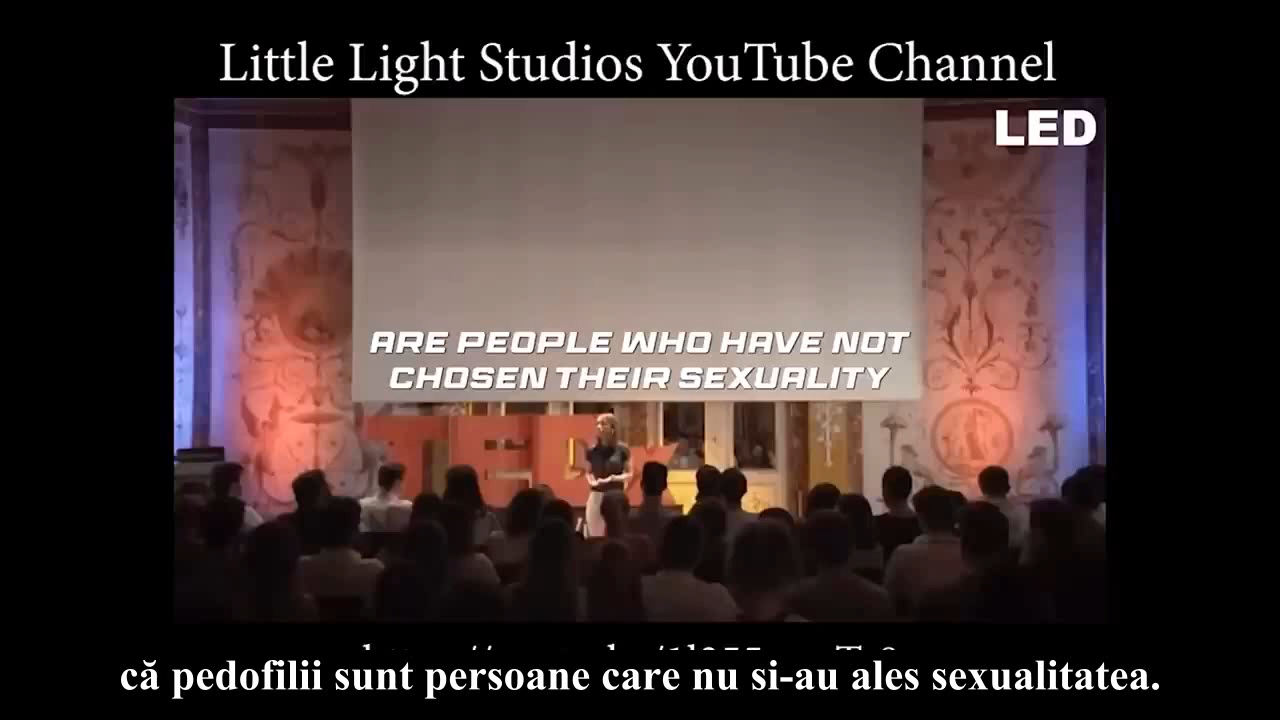 Little Light Studios YouTube Channel
LED
ARE PEOPLE WHO HAVE NOT
CHOSEN THEIR SEXUALITY
TEDx
că pedofilii sunt persoane care nu si-au ales sexualitatea.